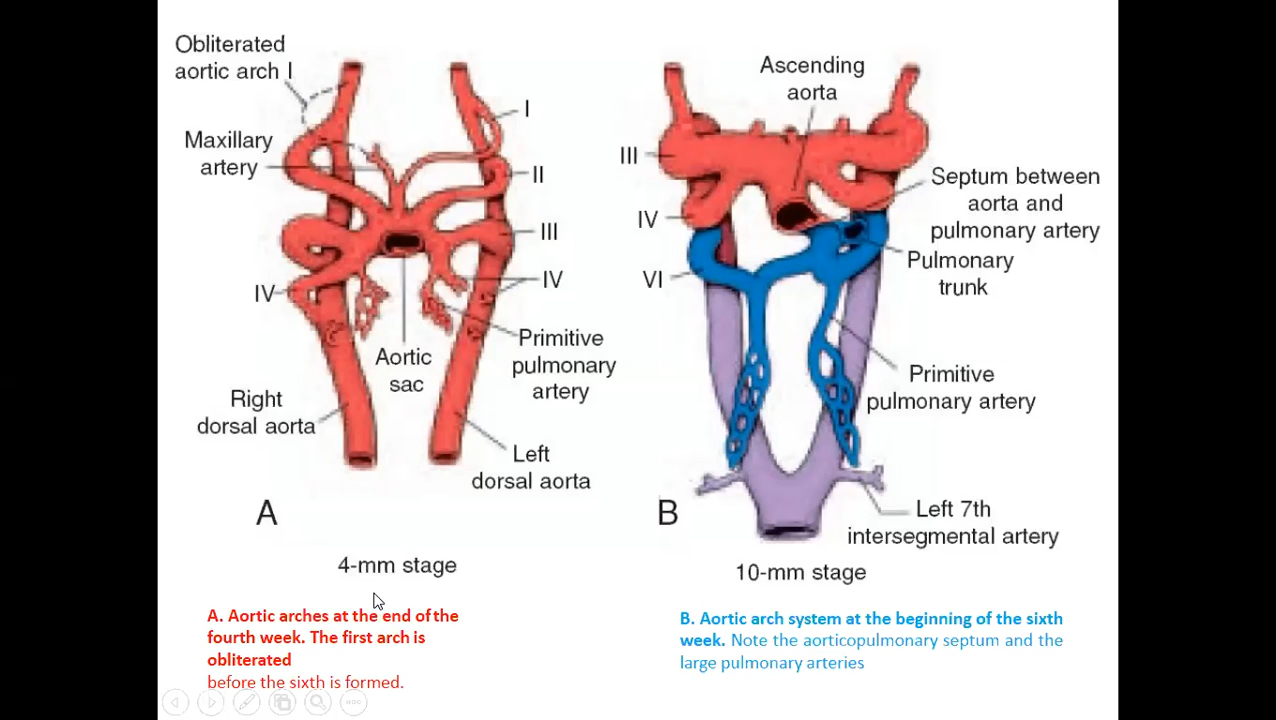 Obliterated
aortic arch I
Maxillary
artery
I
II
III
IV
IV
Aortic
sac
Primitive
pulmonary
artery
Right
dorsal aorta
Left
dorsal aorta
A
4-mm stage
A. Aortic arches at the end of the
fourth week. The first arch is
obliterated
before the sixth is formed.
Ascending
aorta
III
IV
VI
Septum between
aorta and
pulmonary artery
Pulmonary
trunk
Primitive
pulmonary artery
Left 7th
intersegmental artery
B
10-mm stage
B. Aortic arch system at the beginning of the sixth
week. Note the aorticopulmonary septum and the
large pulmonary arteries